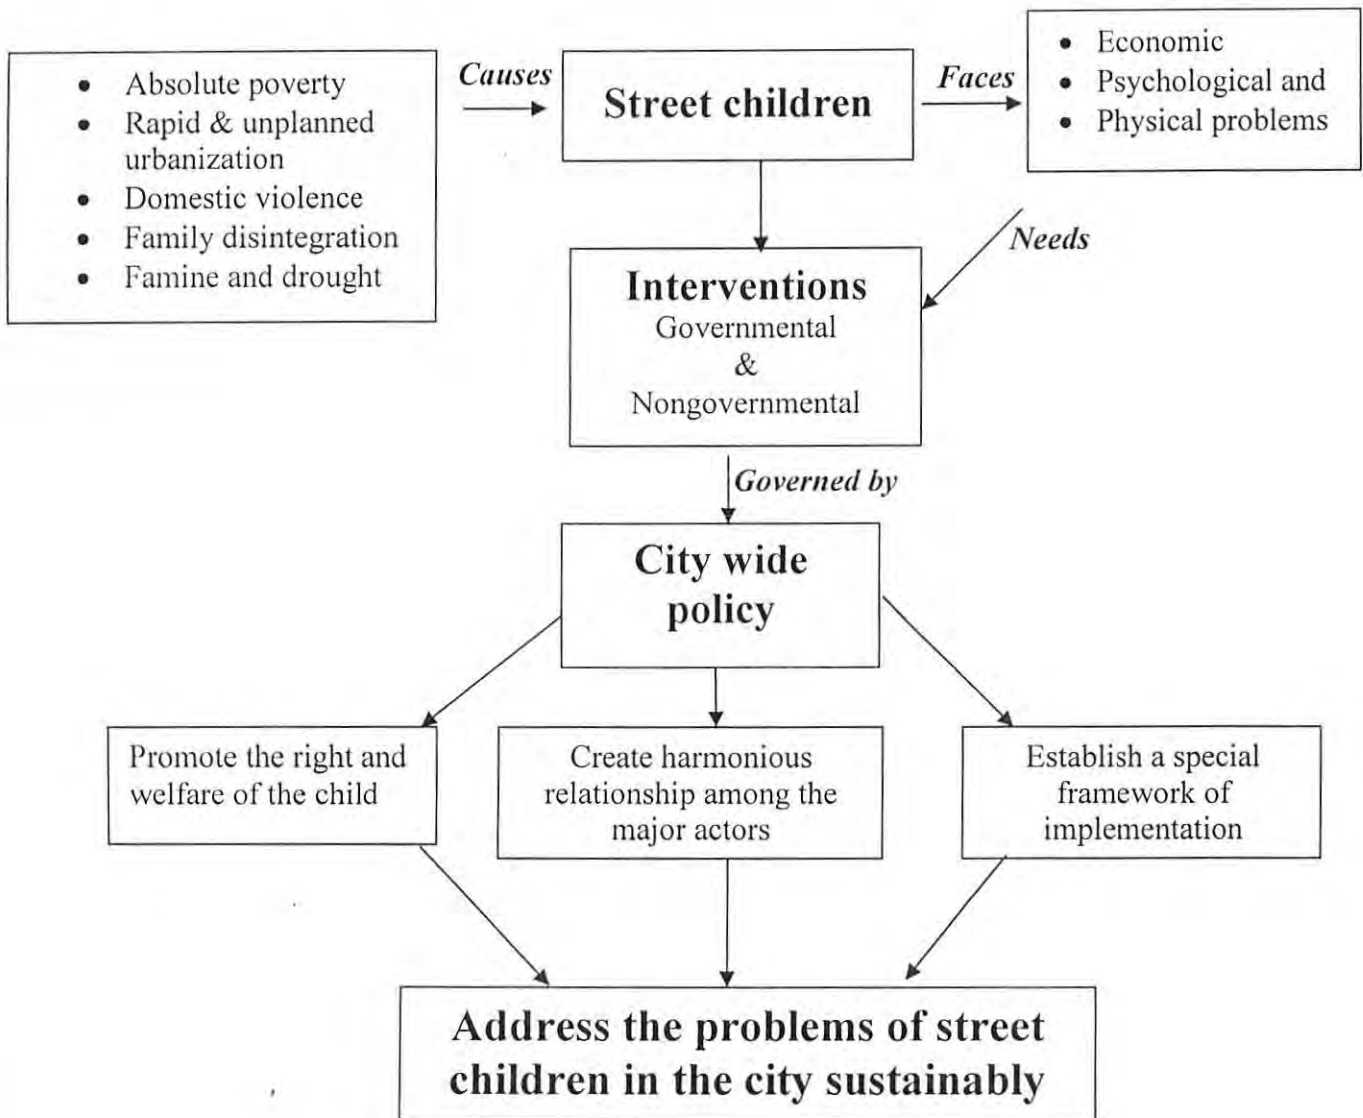 • Absolute poverty
• Rapid & unplanned
urbanization
• Domestic violence
• Family disintegration
• Famine and drought
Causes
Street children
Faces
• Economic
• Psychological and
• Physical problems
Needs
Interventions
Governmental
&
Nongovernmental
Governed by
City wide
policy
Promote the right and
welfare of the child
Create harmonious
relationship among the
major actors
Establish a special
framework of
implementation
Address the problems of street
children in the city sustainably